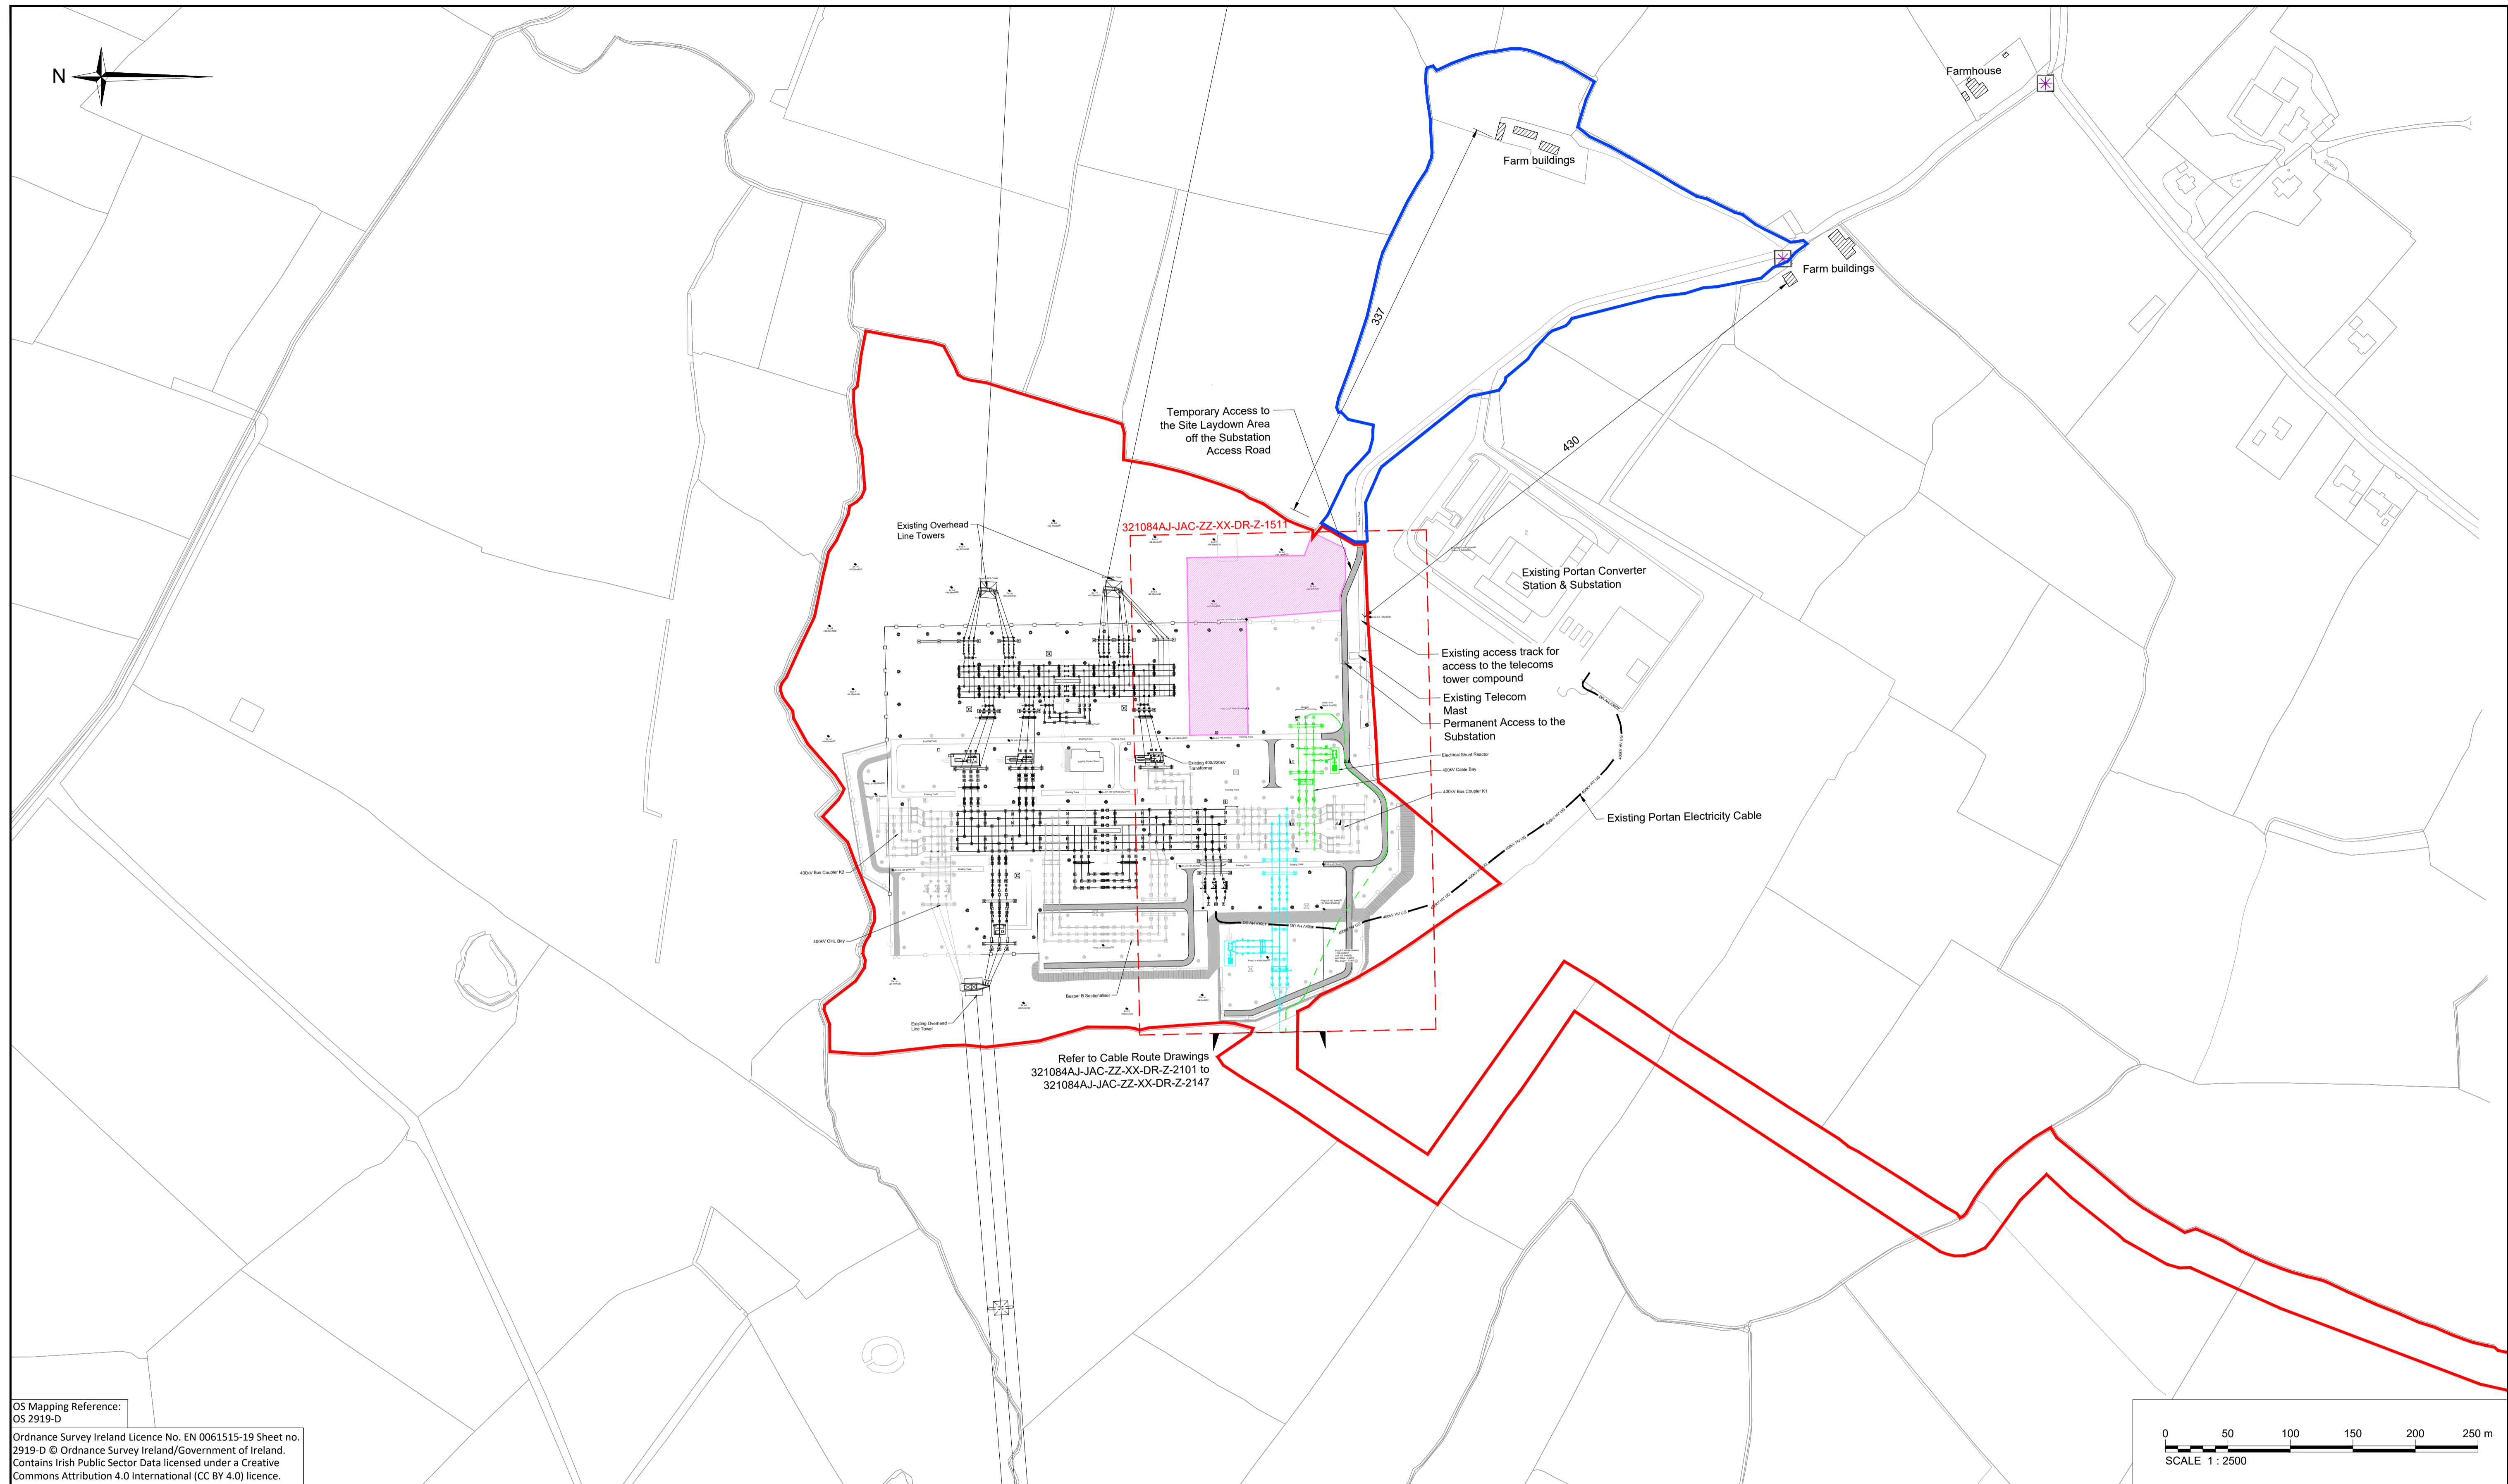 N
Farmhouse
Farm buildings
Pond
Farm buildings
337
430
Temporary Access to
the Site Laydown Area
off the Substation
Access Road
Existing Overhead
Line Towers
321084AJ-JAC-ZZ-XX-DR-Z-1511
Existing Portan Converter
Station & Substation
Existing access track for
access to the telecoms
tower compound
Existing Telecom
Mast
Permanent Access to the
Substation
Electrical Shunt Reactor
400kV Cable Bay
400kV Bus Coupler K1
Existing 400/220kV
Transformer
Existing Portan Electricity Cable
400kV Bus Coupler K2
400kV OHL Bay
Busbar B Sectionaliser
Existing Overhead
Line Tower
Refer to Cable Route Drawings
321084AJ-JAC-ZZ-XX-DR-Z-2101 to
321084AJ-JAC-ZZ-XX-DR-Z-2147
OS Mapping Reference:
OS 2919-D
Ordnance Survey Ireland Licence No. EN 0061515-19 Sheet no.
2919-D © Ordnance Survey Ireland/Government of Ireland.
Contains Irish Public Sector Data licensed under a Creative
Commons Attribution 4.0 International (CC BY 4.0) licence.
0 50 100 150 200 250 m
SCALE 1 : 2500